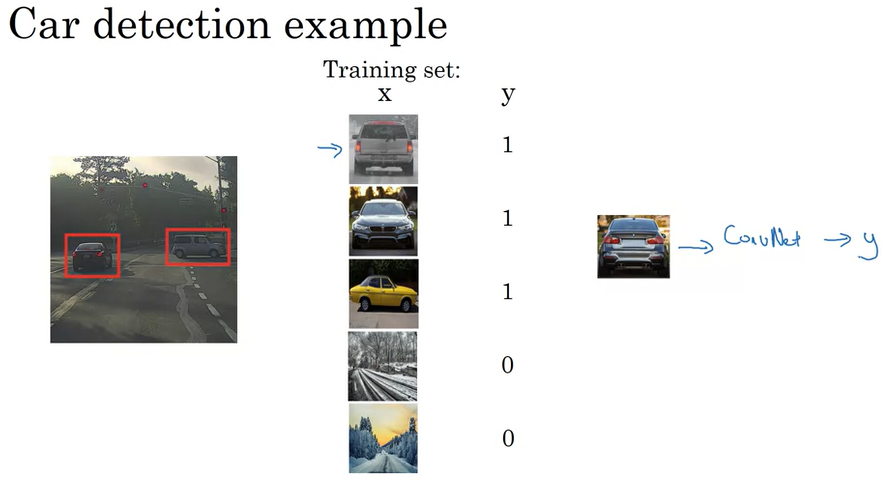 Car detection example
Training set:
x y
1
1
1
0
0
→ ConvNet → y